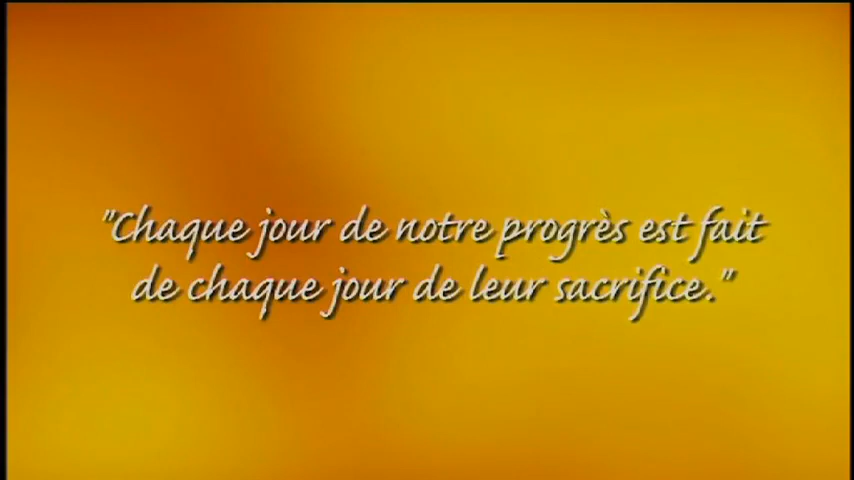 "Chaque jour de notre progrès est fait
de chaque jour de leur sacrifice."